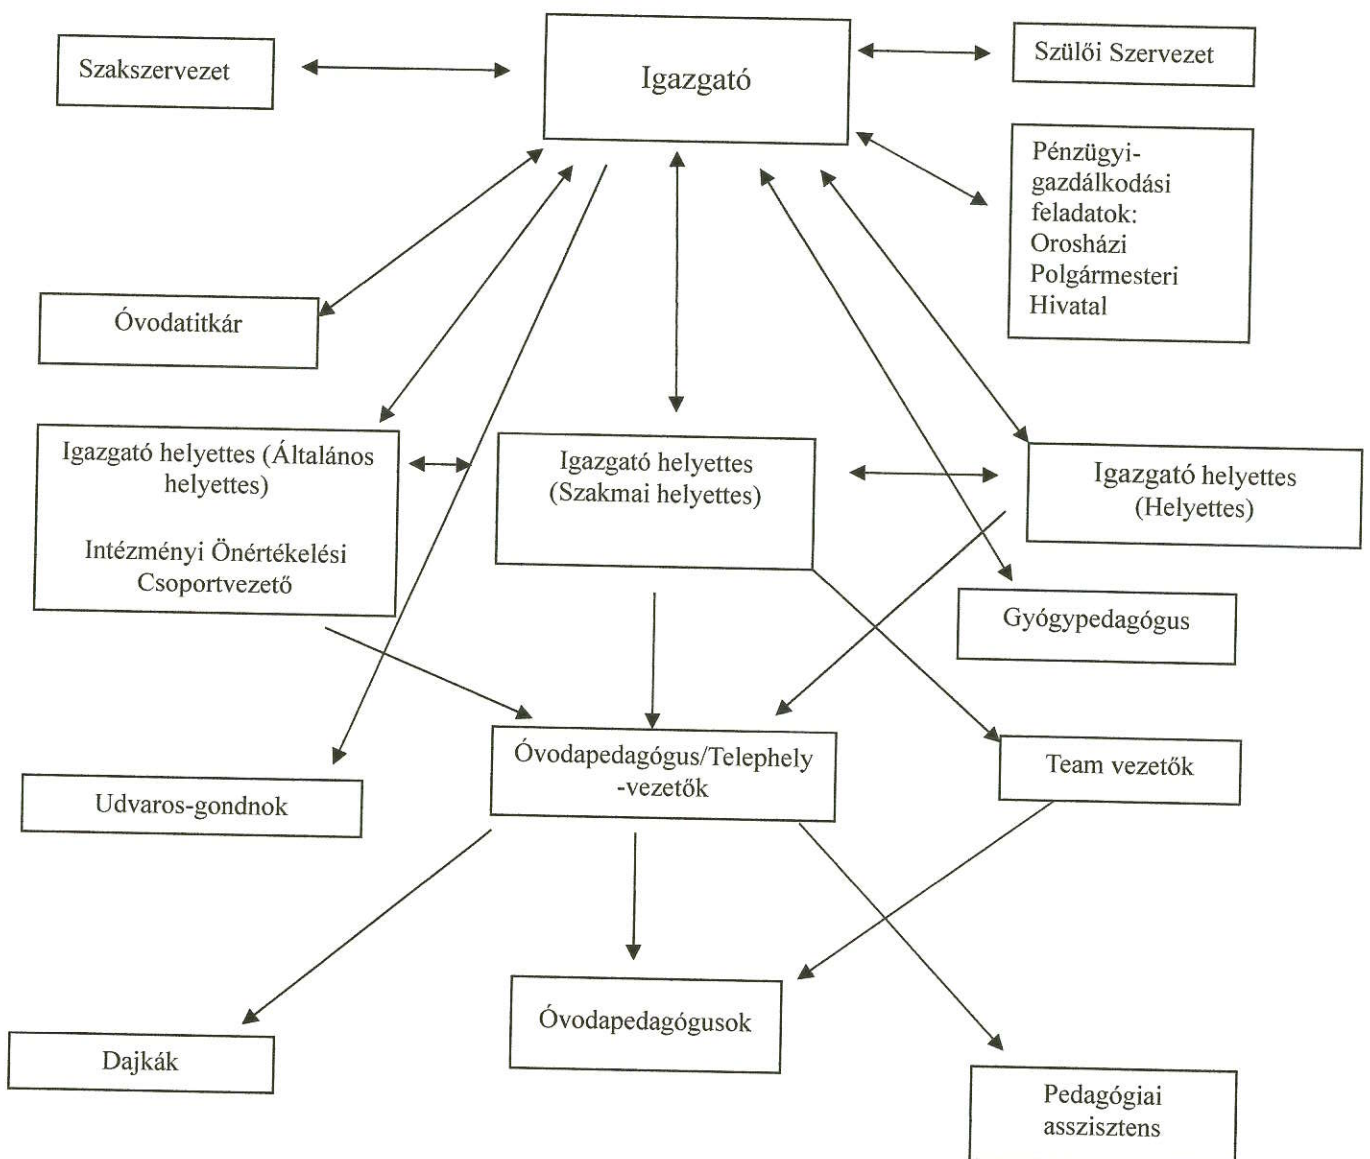 Szakszervezet
Igazgató
Szülői Szervezet
Pénzügyi-
gazdálkodási
feladatok:
Orosházi
Polgármesteri
Hivatal
Óvodatitkár
Igazgató helyettes (Általános
helyettes)
Intézményi Önértékelési
Csoportvezető
Igazgató helyettes
(Szakmai helyettes)
Igazgató helyettes
(Helyettes)
Gyógypedagógus
Óvodapedagógus/Telephely
-vezetők
Team vezetők
Udvaros-gondnok
Dajkák
Óvodapedagógusok
Pedagógiai
asszisztens